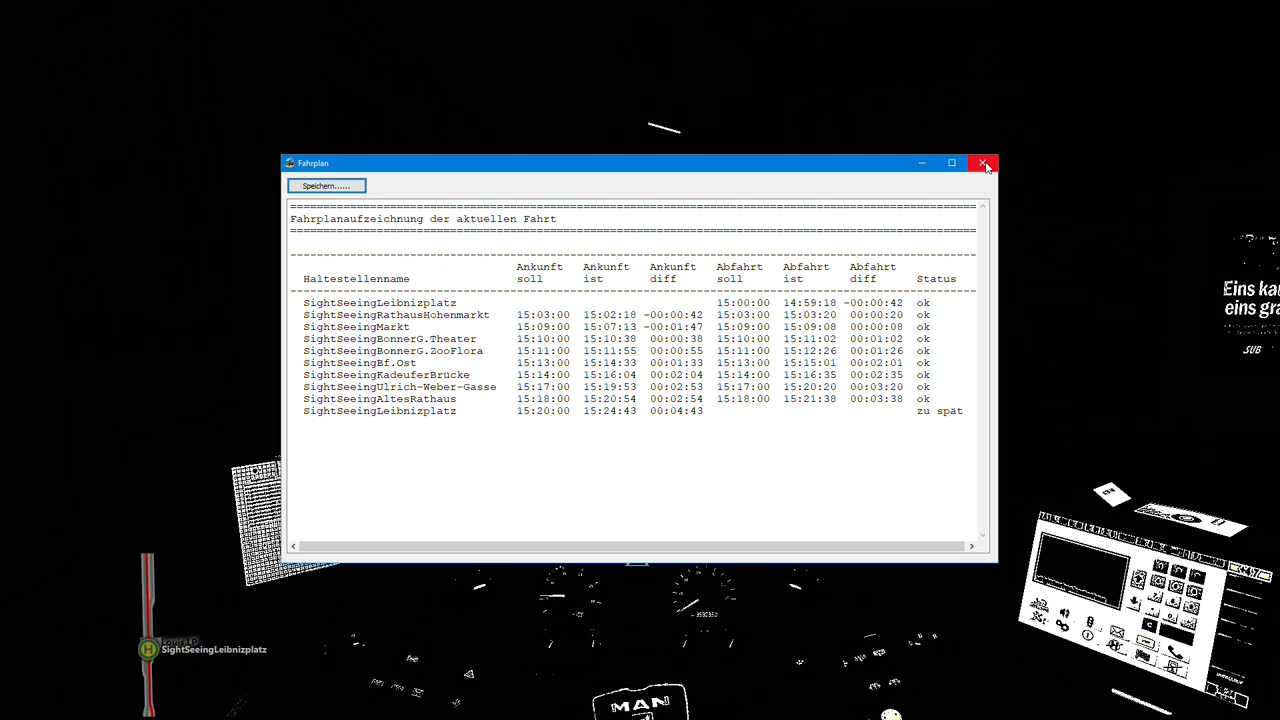 Fahrplan
Speichern......
Fahrplanaufzeichnung der aktuellen Fahrt
Haltestellenname Ankunft soll Ankunft ist Ankunft diff Abfahrt soll Abfahrt ist Abfahrt diff Status
SightSeeingLeibnizplatz 15:00:00 14:59:18 -00:00:42 ok
SightSeeingRathausHohenmarkt 15:03:00 15:02:18 -00:00:42 15:03:00 15:03:20 00:00:20 ok
SightSeeingMarkt 15:09:00 15:07:13 -00:01:47 15:09:00 15:09:08 00:00:08 ok
SightSeeingBonnerG.Theater 15:10:00 15:10:38 00:00:38 15:10:00 15:11:02 00:01:02 ok
SightSeeingBonnerG.ZooFlora 15:11:00 15:11:55 00:00:55 15:11:00 15:12:26 00:01:26 ok
SightSeeingBf.Ost 15:13:00 15:14:33 00:01:33 15:13:00 15:15:01 00:02:01 ok
SightSeeingKadeuferBrücke 15:14:00 15:16:04 00:02:04 15:14:00 15:16:35 00:02:35 ok
SightSeeingUlrich-Weber-Gasse 15:17:00 15:19:53 00:02:53 15:17:00 15:20:20 00:03:20 ok
SightSeeingAltesRathaus 15:18:00 15:20:54 00:02:54 15:18:00 15:21:38 00:03:38 ok
SightSeeingLeibnizplatz 15:20:00 15:24:43 00:04:43 zu spät
Eins ka
eins gra
SUB
H
Louis LP
SightSeeingLeibnizplatz
MAN